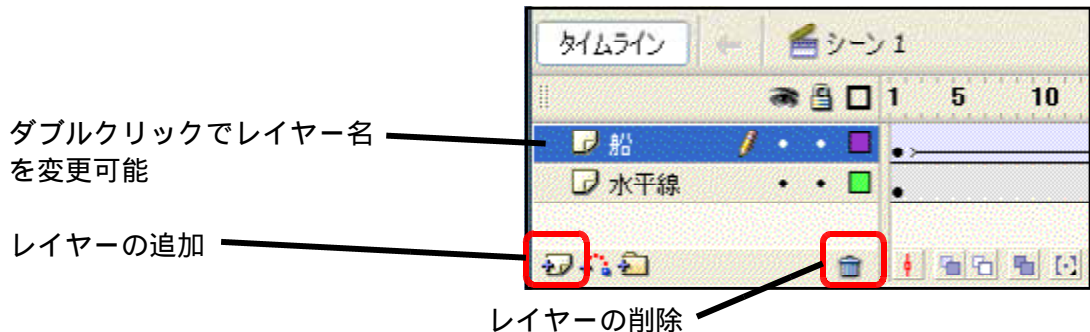 タイムライン シーン 1
1 5 10
ダブルクリックでレイヤー名
を変更可能
船
水平線
レイヤーの追加
レイヤーの削除